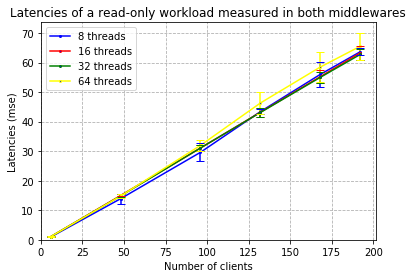 Latencies of a read-only workload measured in both middlewares
8 threads
16 threads
32 threads
64 threads
Latencies (mse)
70
60
50
40
30
20
10
0
0 25 50 75 100 125 150 175 200
Number of clients